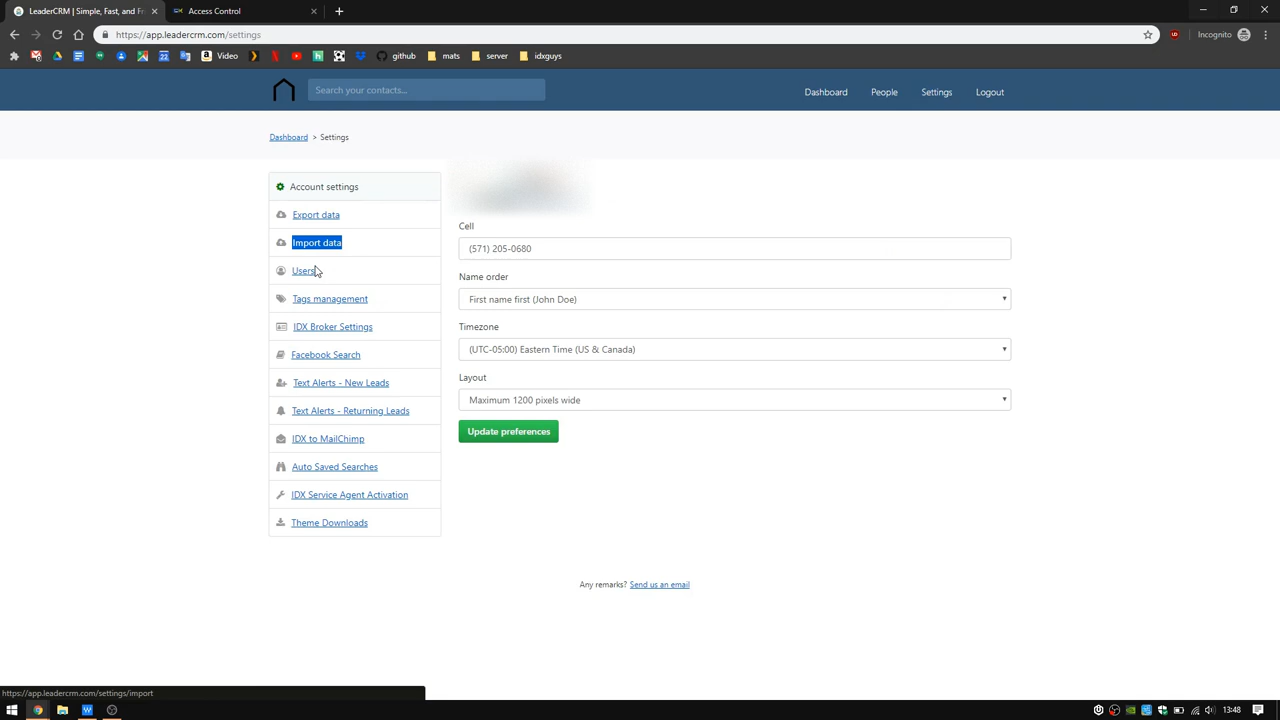 LeaderCRM | Simple, Fast, and Fr
Access Control
https://app.leadercrm.com/settings
Incognito
Video
github
mats
server
idxguys
Search your contacts...
Dashboard
People
Settings
Logout
Dashboard > Settings
Account settings
Export data
Import data
Users
Tags management
IDX Broker Settings
Facebook Search
Text Alerts - New Leads
Text Alerts - Returning Leads
IDX to MailChimp
Auto Saved Searches
IDX Service Agent Activation
Theme Downloads
Cell
(571) 205-0680
Name order
First name first (John Doe)
Timezone
(UTC-05:00) Eastern Time (US & Canada)
Layout
Maximum 1200 pixels wide
Update preferences
Any remarks? Send us an email
https://app.leadercrm.com/settings/import
13:48